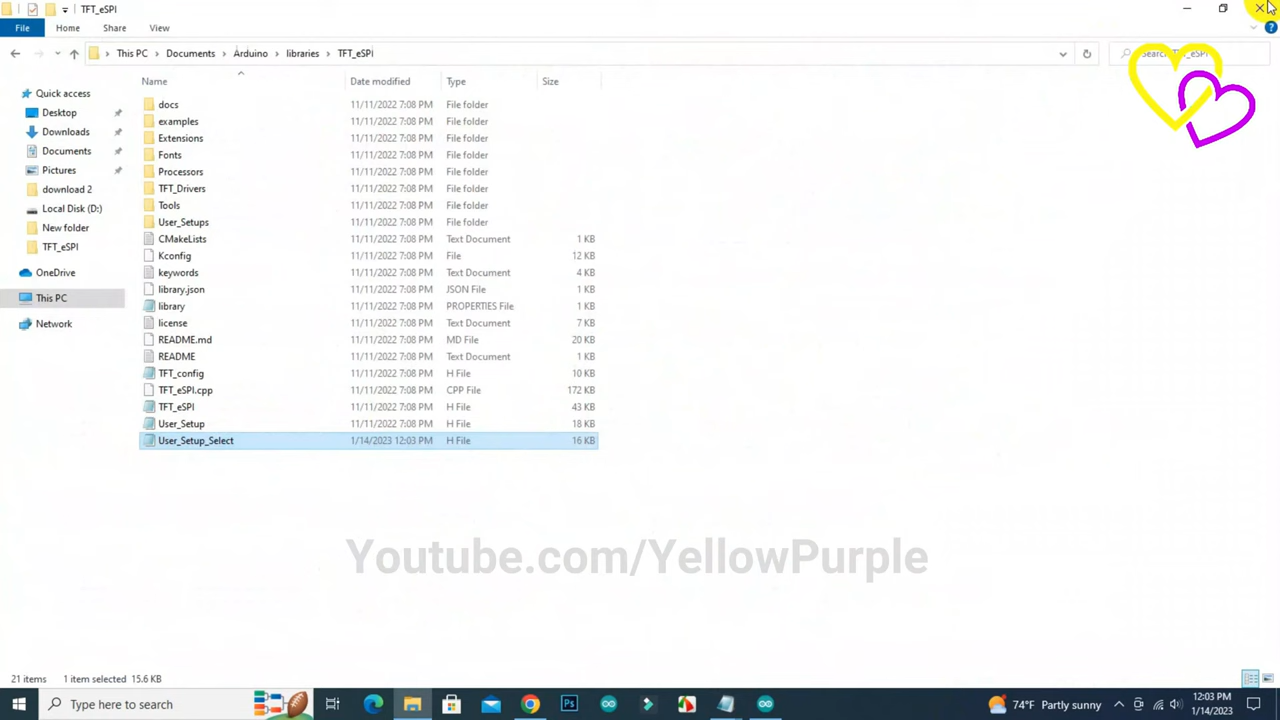 TFT_eSPI
File Home Share View
This PC Documents Arduino libraries TFT_eSPI
Search TFT_eSPI
Name Date modified Type Size
Quick access
Desktop
Downloads
Documents
Pictures
download 2
Local Disk (D:)
New folder
TFT_eSPI
OneDrive
This PC
Network
docs 11/11/2022 7:08 PM File folder
examples 11/11/2022 7:08 PM File folder
Extensions 11/11/2022 7:08 PM File folder
Fonts 11/11/2022 7:08 PM File folder
Processors 11/11/2022 7:08 PM File folder
TFT_Drivers 11/11/2022 7:08 PM File folder
Tools 11/11/2022 7:08 PM File folder
User_Setups 11/11/2022 7:08 PM File folder
CMakeLists 11/11/2022 7:08 PM Text Document 1 KB
Kconfig 11/11/2022 7:08 PM File 12 KB
keywords 11/11/2022 7:08 PM Text Document 4 KB
library.json 11/11/2022 7:08 PM JSON File 1 KB
library 11/11/2022 7:08 PM PROPERTIES File 1 KB
license 11/11/2022 7:08 PM Text Document 7 KB
README.md 11/11/2022 7:08 PM MD File 20 KB
README 11/11/2022 7:08 PM Text Document 1 KB
TFT_config 11/11/2022 7:08 PM H File 10 KB
TFT_eSPI.cpp 11/11/2022 7:08 PM CPP File 172 KB
TFT_eSPI 11/11/2022 7:08 PM H File 43 KB
User_Setup 11/11/2022 7:08 PM H File 18 KB
User_Setup_Select 1/14/2023 12:03 PM H File 16 KB
Youtube.com/YellowPurple
21 items 1 item selected 15.6 KB
Type here to search
Ps
74°F Partly sunny
12:03 PM
1/14/2023